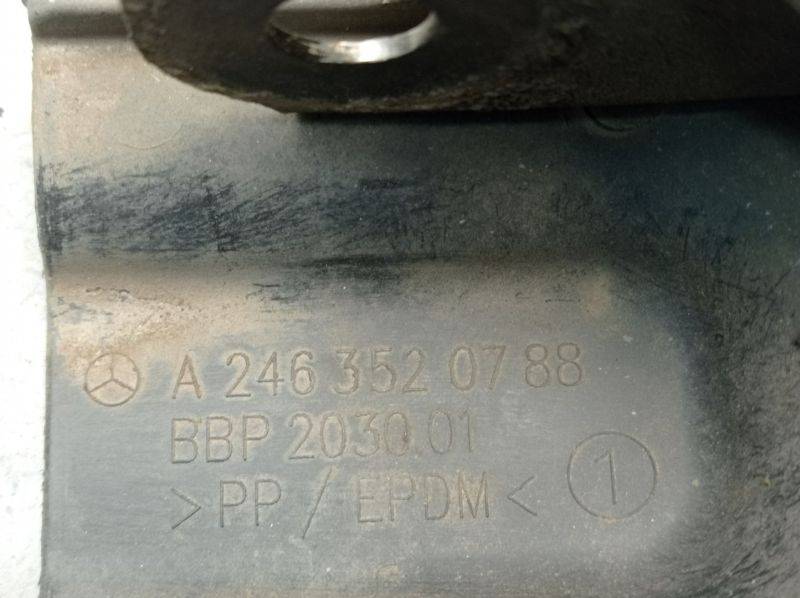 A 246 352 07 88
BBP 2030.01
>PP / EPDM<
1